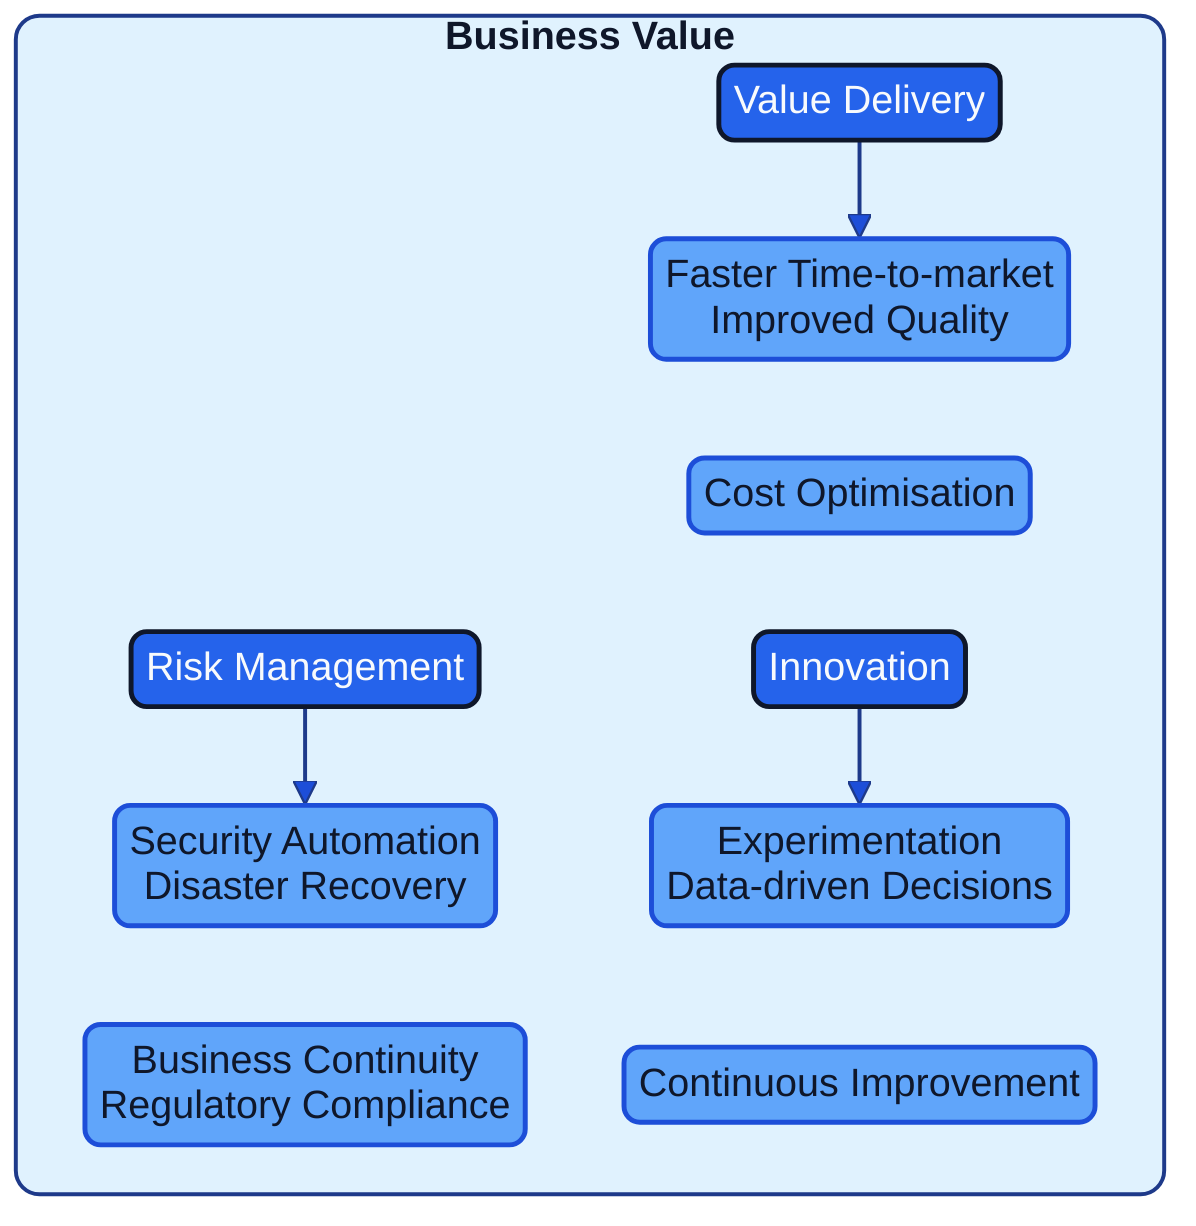 Business Value
Value Delivery
Faster Time-to-market
Improved Quality
Cost Optimisation
Risk Management
Innovation
Security Automation
Disaster Recovery
Experimentation
Data-driven Decisions
Business Continuity
Regulatory Compliance
Continuous Improvement